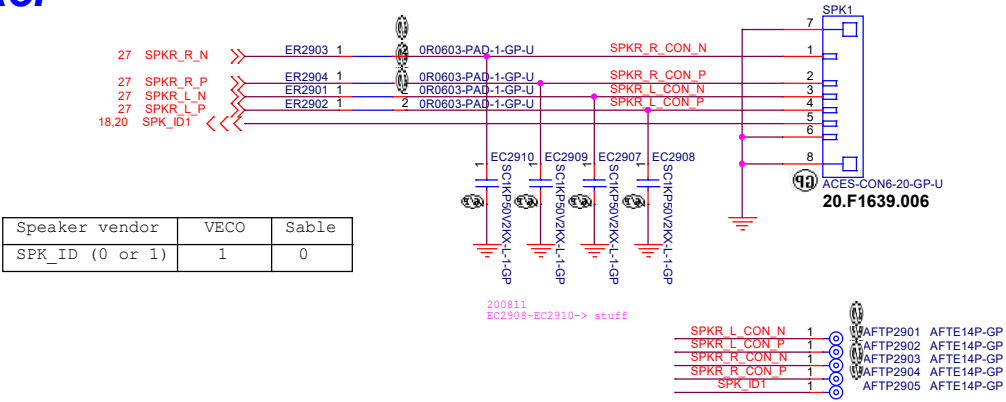 SPK1
7
27 SPKR_R_N ER2903 1 0R0603-PAD-1-GP-U SPKR_R_CON_N 1
27 SPKR_R_P ER2904 1 0R0603-PAD-1-GP-U SPKR_R_CON_P 2
27 SPKR_L_N ER2901 1 2 0R0603-PAD-1-GP-U SPKR_L_CON_N 3
27 SPKR_L_P ER2902 1 2 0R0603-PAD-1-GP-U SPKR_L_CON_P 4
18,20 SPK_ID1 5
6
8
ACES-CON6-20-GP-U
20.F1639.006
1 EC2910 1 EC2909 1 EC2907 1 EC2908
SC1KP50V2KX-L-1-GP SC1KP50V2KX-L-1-GP SC1KP50V2KX-L-1-GP SC1KP50V2KX-L-1-GP
Speaker vendor VECO Sable
SPK_ID (0 or 1) 1 0
200811
EC2908~EC2910-> stuff
SPKR_L_CON_N 1 AFTP2901 AFTE14P-GP
SPKR_L_CON_P 1 AFTP2902 AFTE14P-GP
SPKR_R_CON_N 1 AFTP2903 AFTE14P-GP
SPKR_R_CON_P 1 AFTP2904 AFTE14P-GP
SPK_ID1 1 AFTP2905 AFTE14P-GP